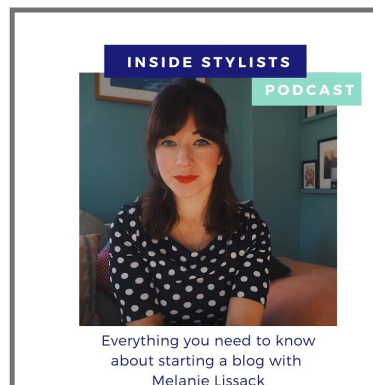 INSIDE STYLISTS
PODCAST
Everything you need to know
about starting a blog with
Melanie Lissack